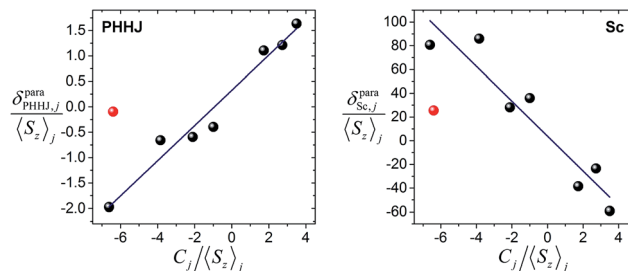 PHHJ
δ^para_PHHJ,j / ⟨S_z⟩_j
1.5
1.0
0.5
0.0
-0.5
-1.0
-1.5
-2.0
-6 -4 -2 0 2 4
C_j/⟨S_z⟩_j
Sc
δ^para_Sc,j / ⟨S_z⟩_j
100
80
60
40
20
0
-20
-40
-60
-6 -4 -2 0 2 4
C_j/⟨S_z⟩_j